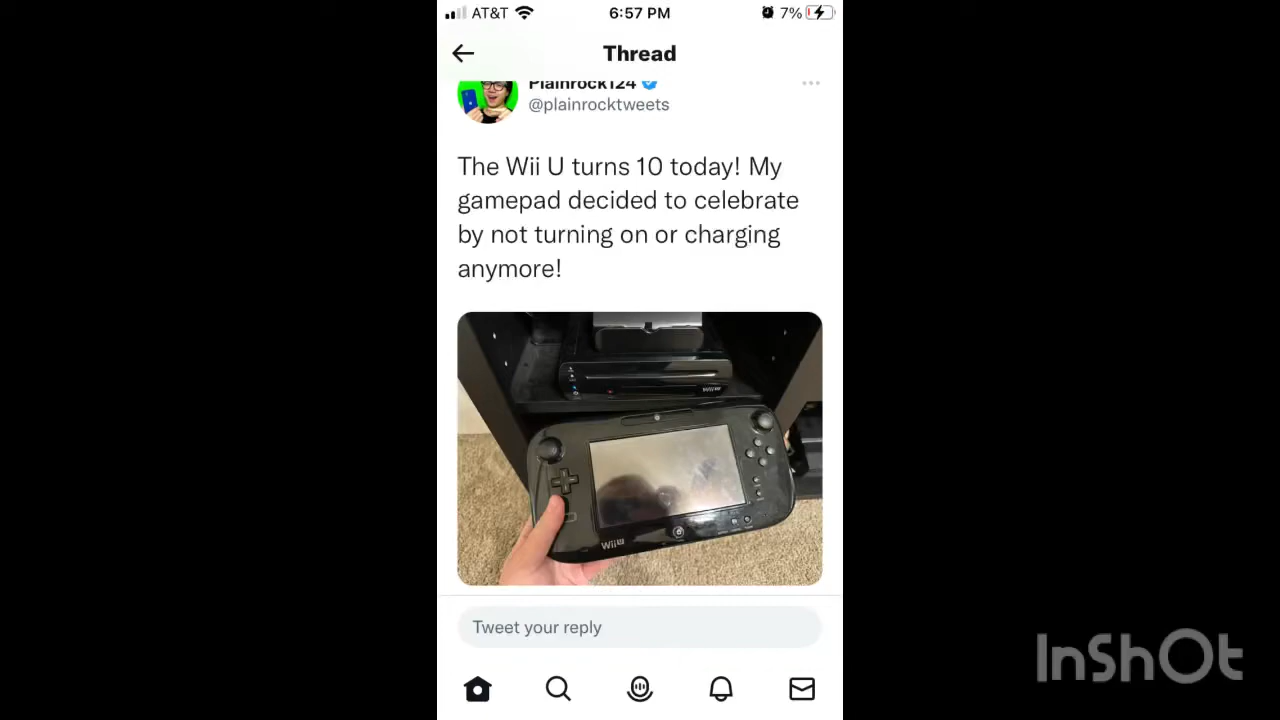 AT&T 6:57 PM 7%
Thread
Plainrock124
@plainrocktweets
The Wii U turns 10 today! My
gamepad decided to celebrate
by not turning on or charging
anymore!
Wii U
Tweet your reply
InShOt